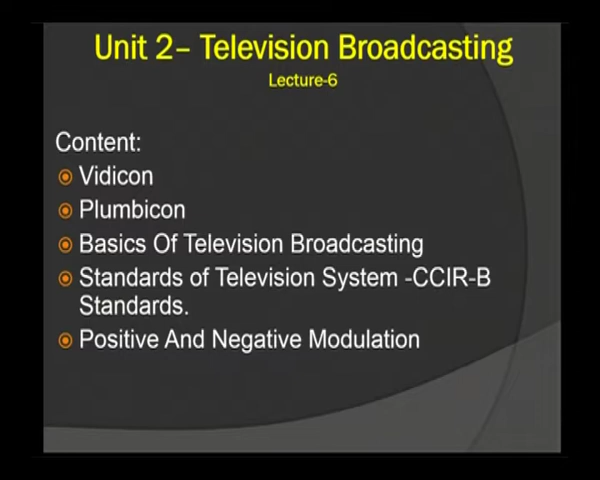 Unit 2– Television Broadcasting
Lecture-6
Content:
Vidicon
Plumbicon
Basics Of Television Broadcasting
Standards of Television System -CCIR-B
Standards.
Positive And Negative Modulation